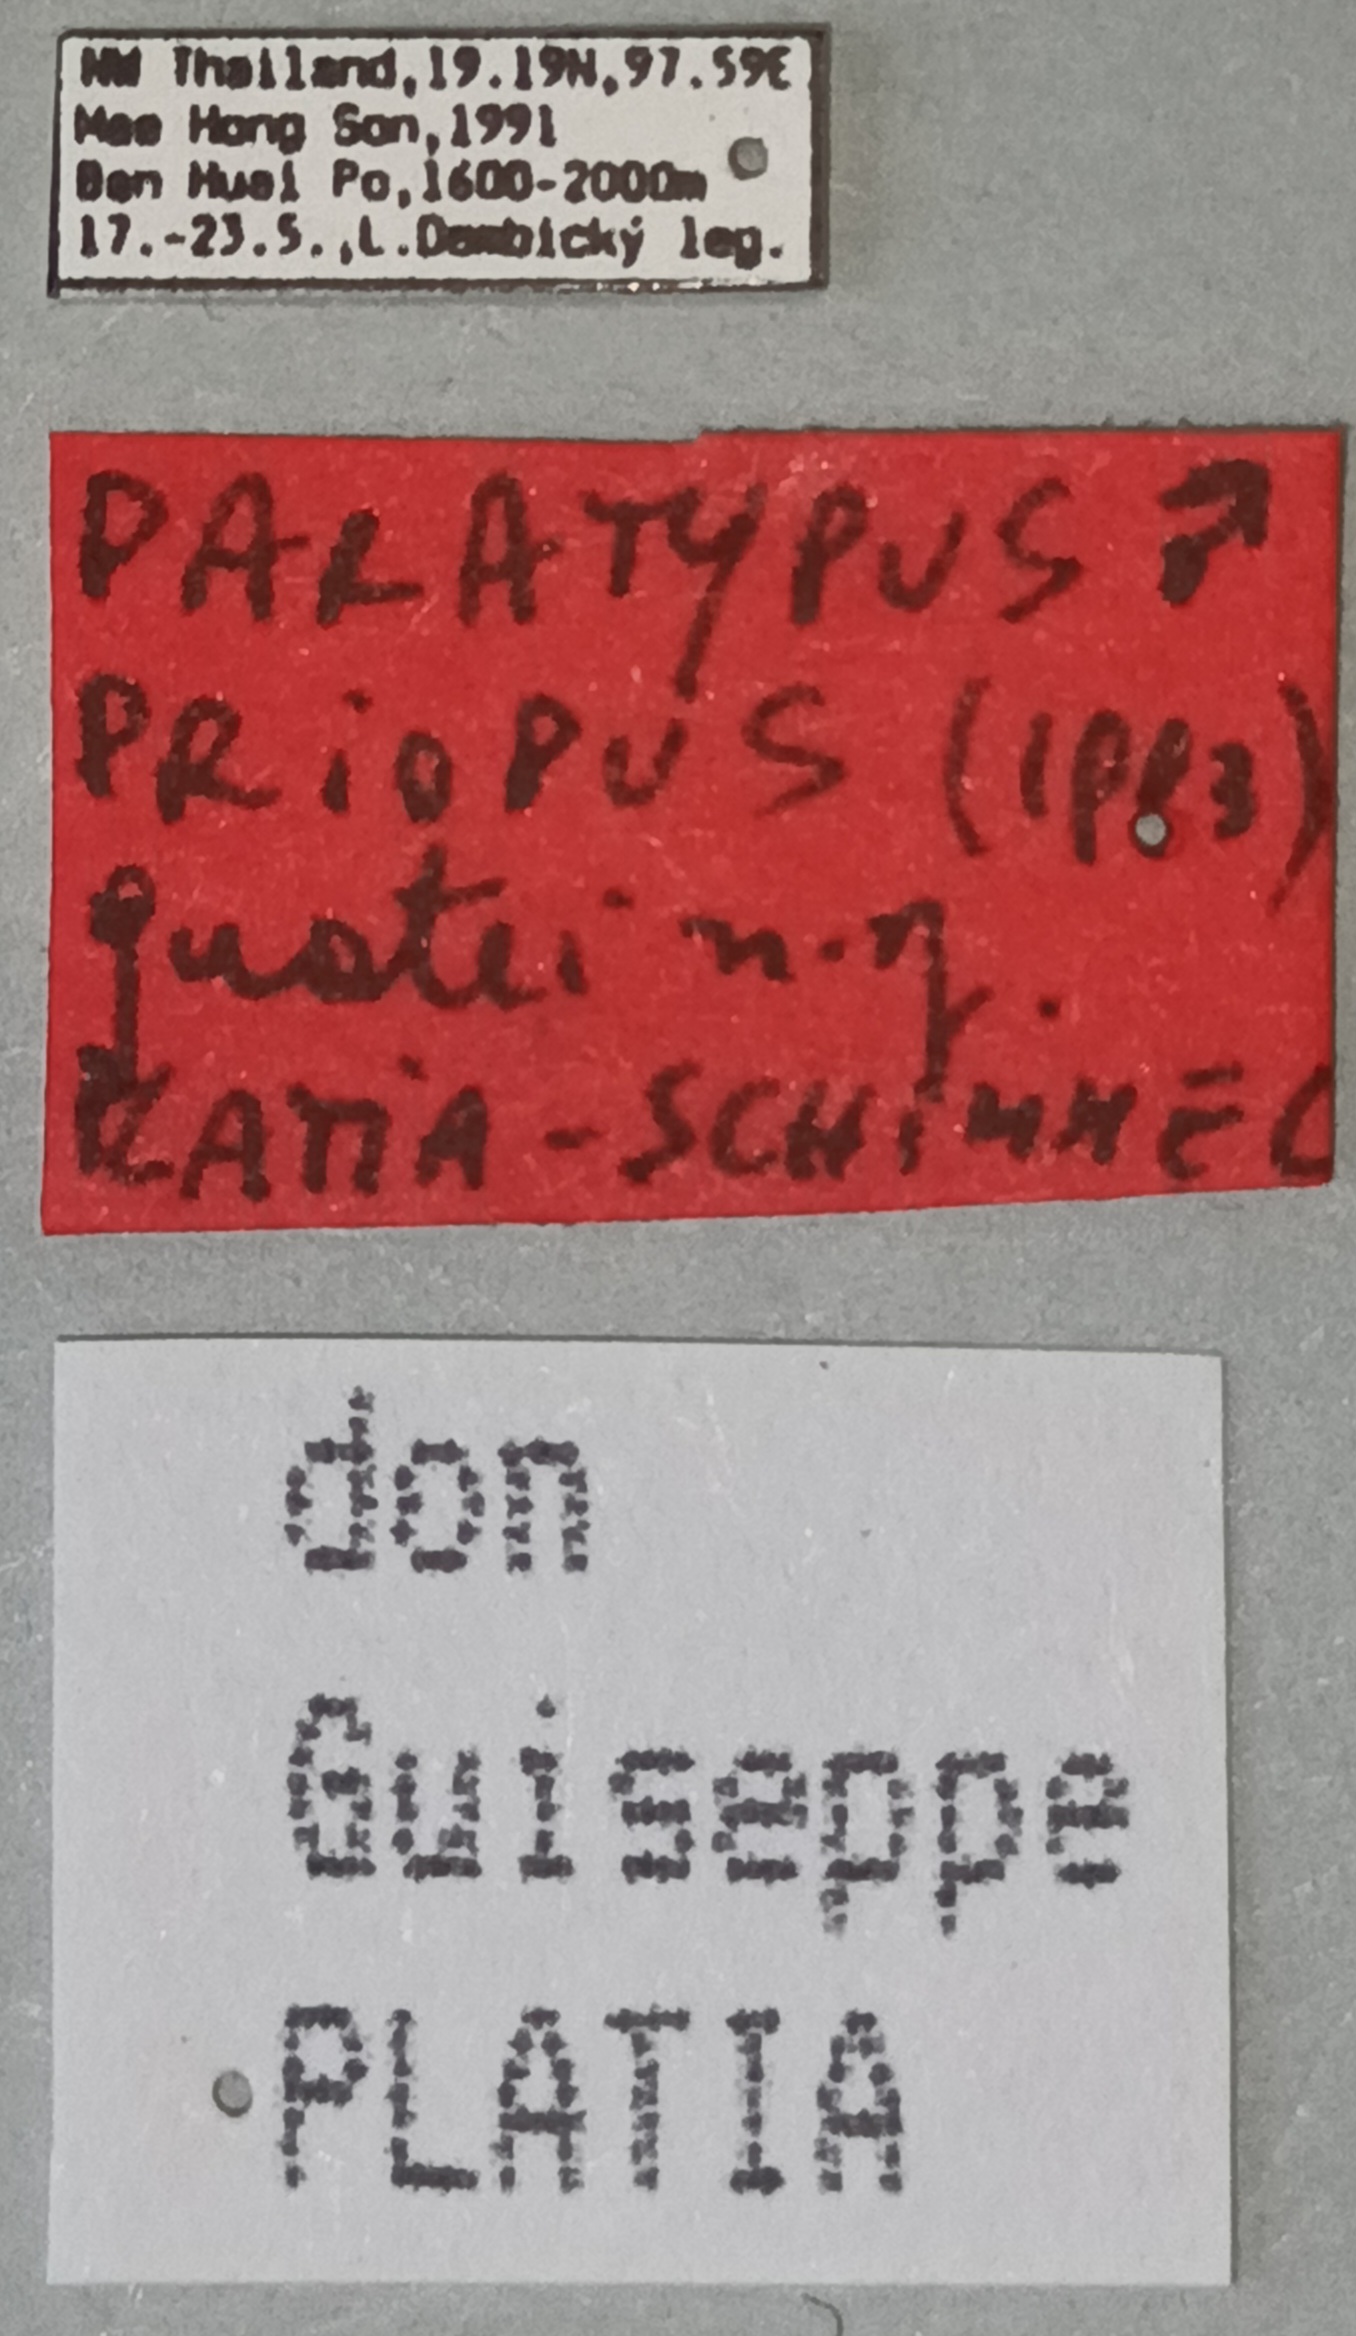 NW Thailand,19.19N,97.59E
Mae Hong Son,1991
Ban Huai Po,1600-2000m
17.-23.5.,L.Dembický leg.
PARATYPUS ♂
PRiOPUS (1993)
n.
- SCHiMMEL
don
Guiseppe
PLATIA